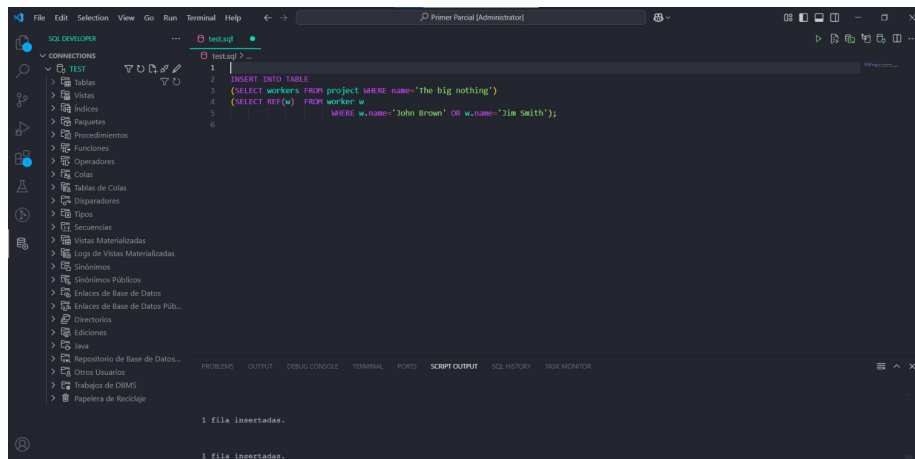 File Edit Selection View Go Run Terminal Help
Primer Parcial [Administrator]
SQL DEVELOPER
test.sql
CONNECTIONS
test.sql > ...
TEST
Tablas
Vistas
Índices
Paquetes
Procedimientos
Funciones
Operadores
Colas
Tablas de Colas
Disparadores
Tipos
Secuencias
Vistas Materializadas
Logs de Vistas Materializadas
Sinónimos
Sinónimos Públicos
Enlaces de Base de Datos
Enlaces de Base de Datos Púb...
Directorios
Ediciones
Java
Repositorio de Base de Datos...
Otros Usuarios
Trabajos de DBMS
Papelera de Reciclaje
1
2 INSERT INTO TABLE
3 (SELECT workers FROM project WHERE name='The big nothing')
4 (SELECT REF(w) FROM worker w
5 WHERE w.name='John Brown' OR w.name='Jim Smith');
6
PROBLEMS OUTPUT DEBUG CONSOLE TERMINAL PORTS SCRIPT OUTPUT SQL HISTORY TASK MONITOR
1 fila insertadas.
1 fila insertadas.